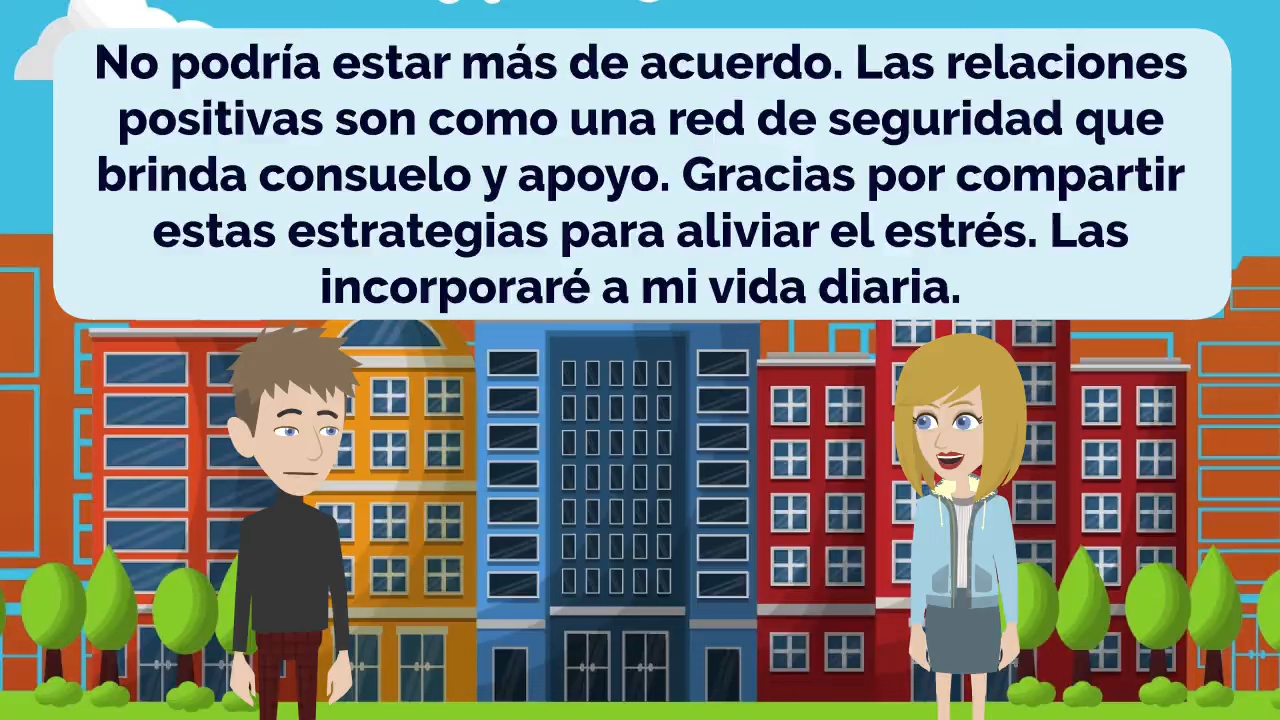 No podría estar más de acuerdo. Las relaciones
positivas son como una red de seguridad que
brinda consuelo y apoyo. Gracias por compartir
estas estrategias para aliviar el estrés. Las
incorporaré a mi vida diaria.